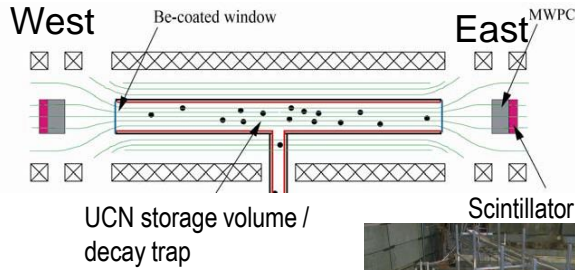 West
Be-coated window
East
MWPC
UCN storage volume /
decay trap
Scintillator